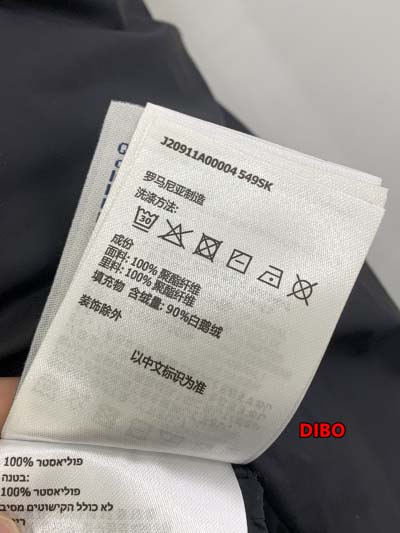 J20911A00004 549SK
罗马尼亚制造
洗涤方法:
30
成份
面料: 100% 聚酯纤维
里料: 100% 聚酯纤维
填充物 含绒量: 90%白鹅绒
装饰除外
以中文标识为准
DIBO
100% פוליאסטר
בטנה:
100% פוליאסטר
לא כולל הקישוטים